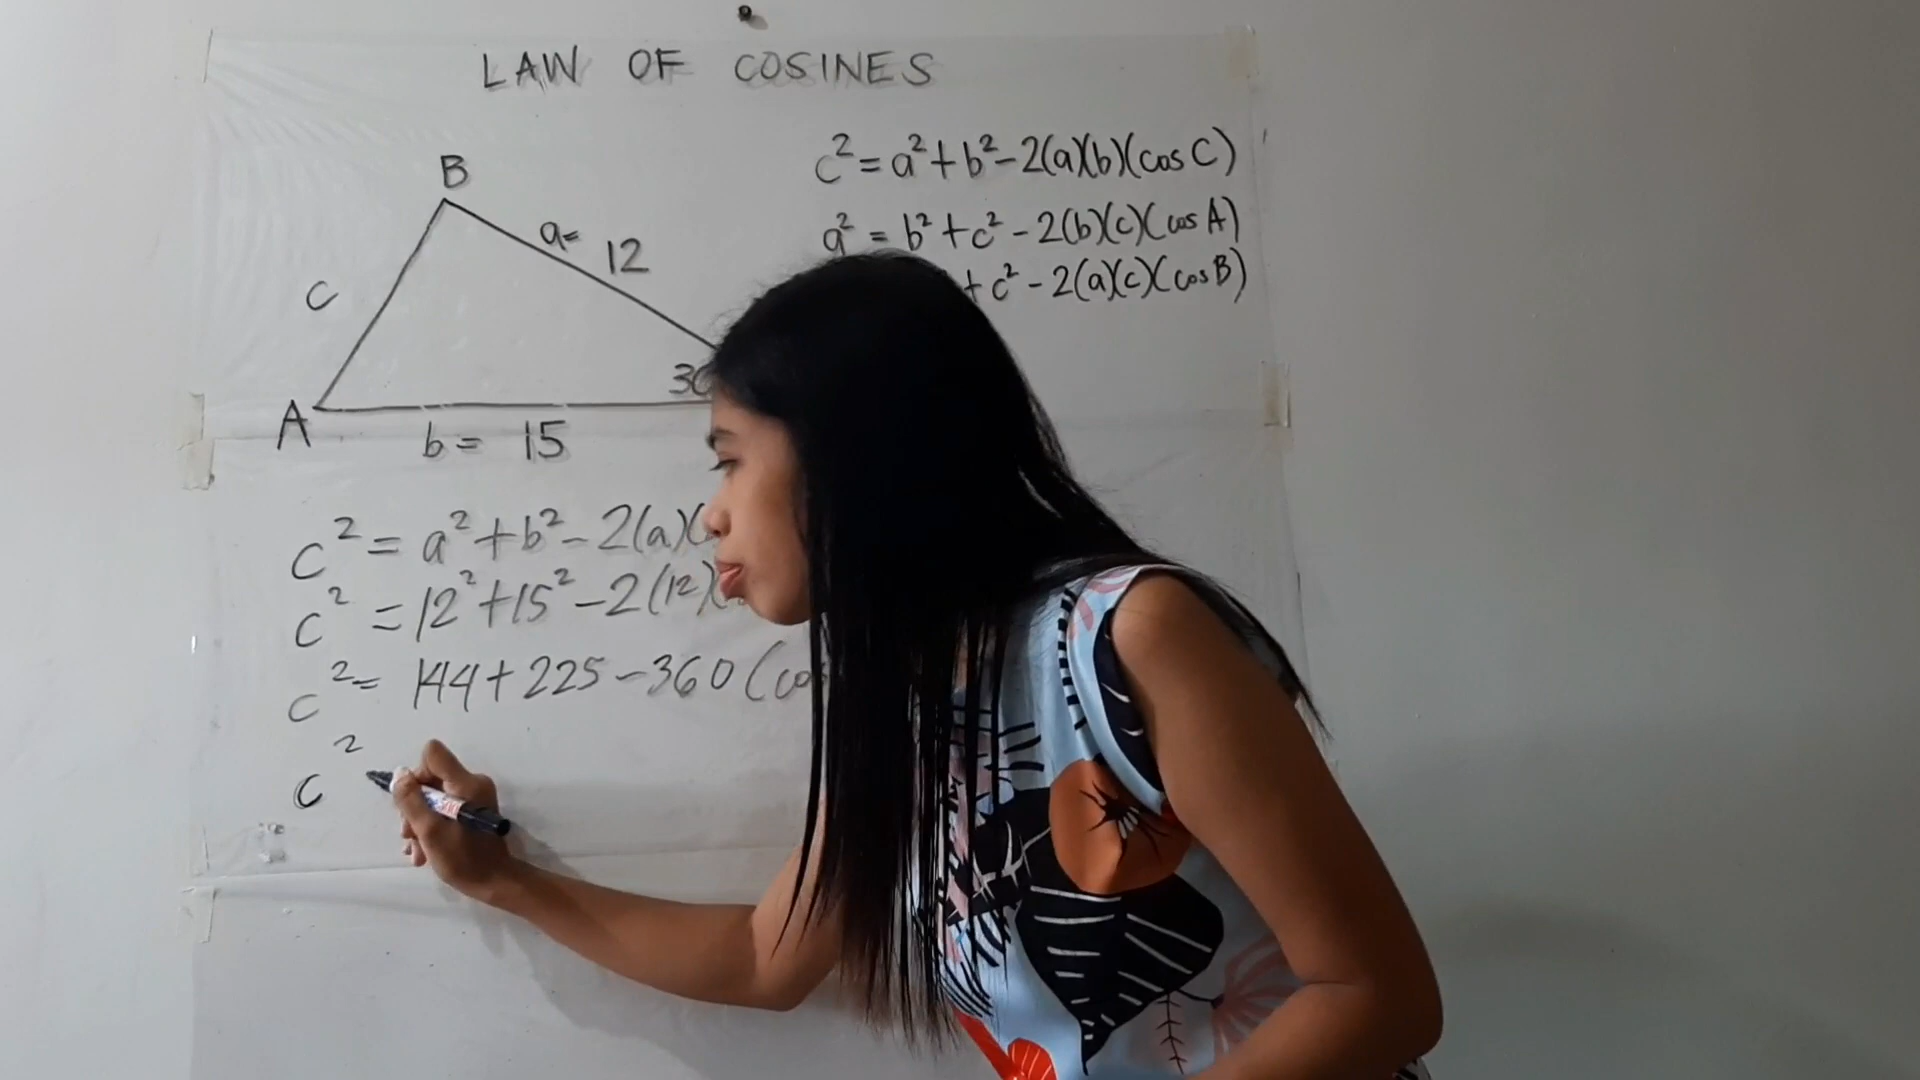 LAW OF COSINES
c²=a²+b²-2(a)(b)(cos C)
a² = b²+c²-2(b)(c)(cos A)
+c²-2(a)(c)(cos B)
B
a= 12
c
30
A
b= 15
c²=a²+b²-2(a)(
c²=12²+15²-2(12)(
c²= 144+225-360(cos
c²